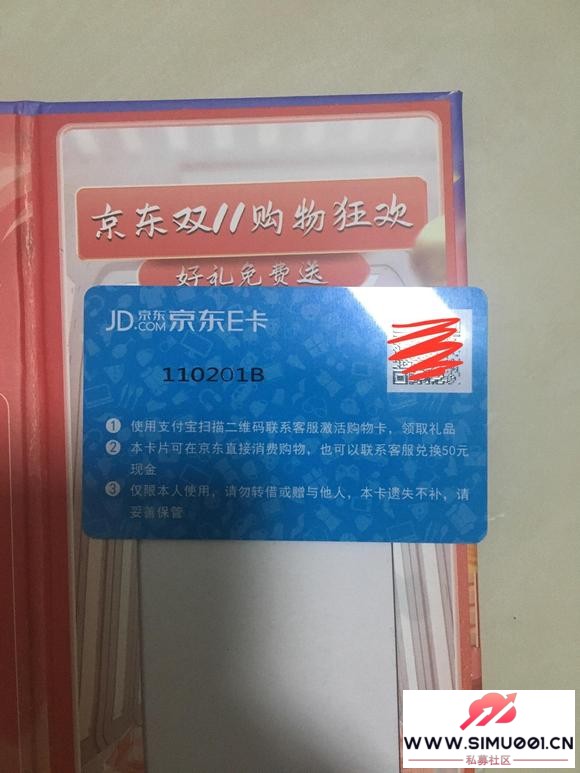 京东双11购物狂欢
好礼免费送
JD京东.COM 京东E卡
110201B
1 使用支付宝扫描二维码联系客服激活购物卡，领取礼品
2 本卡片可在京东直接消费购物，也可以联系客服兑换50元
现金
3 仅限本人使用，请勿转借或赠与他人，本卡遗失不补，请
妥善保管
WWW.SIMU001.CN
私募社区